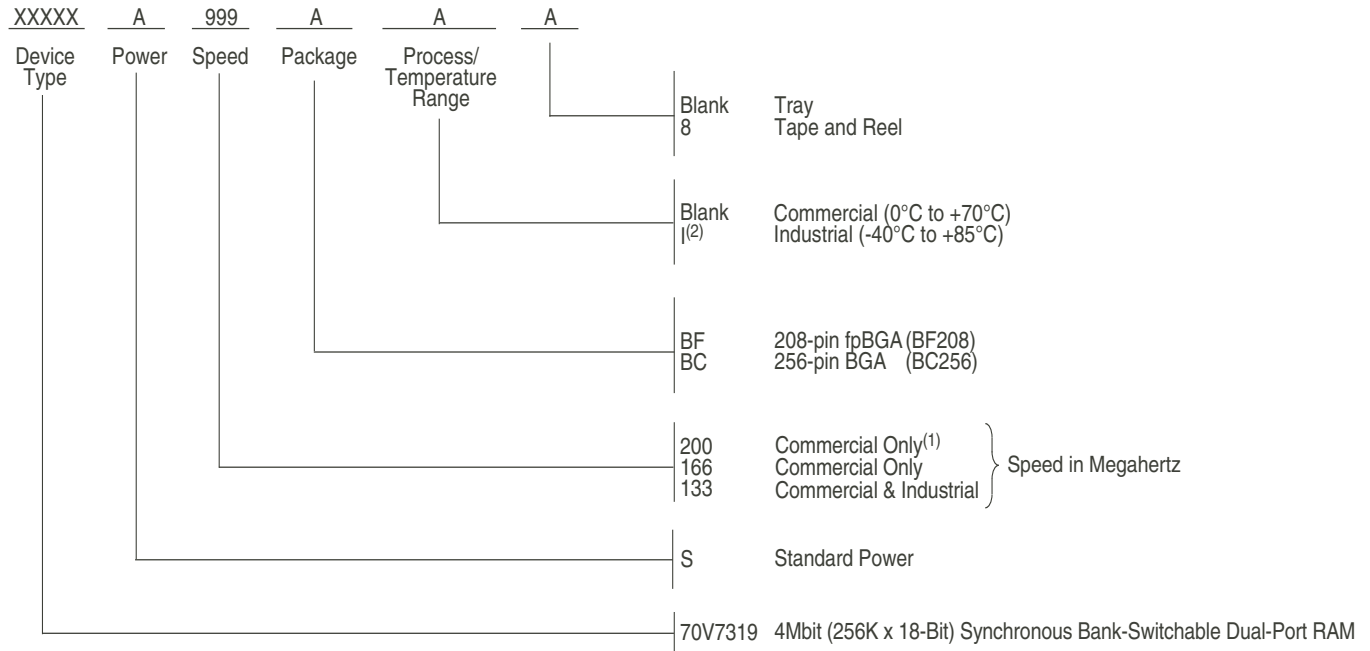 XXXXX A 999 A A A
Device Type Power Speed Package Process/ Temperature Range
Blank Tray
8 Tape and Reel
Blank Commercial (0°C to +70°C)
I(2) Industrial (-40°C to +85°C)
BF 208-pin fpBGA (BF208)
BC 256-pin BGA (BC256)
200 Commercial Only(1)
166 Commercial Only Speed in Megahertz
133 Commercial & Industrial
S Standard Power
70V7319 4Mbit (256K x 18-Bit) Synchronous Bank-Switchable Dual-Port RAM